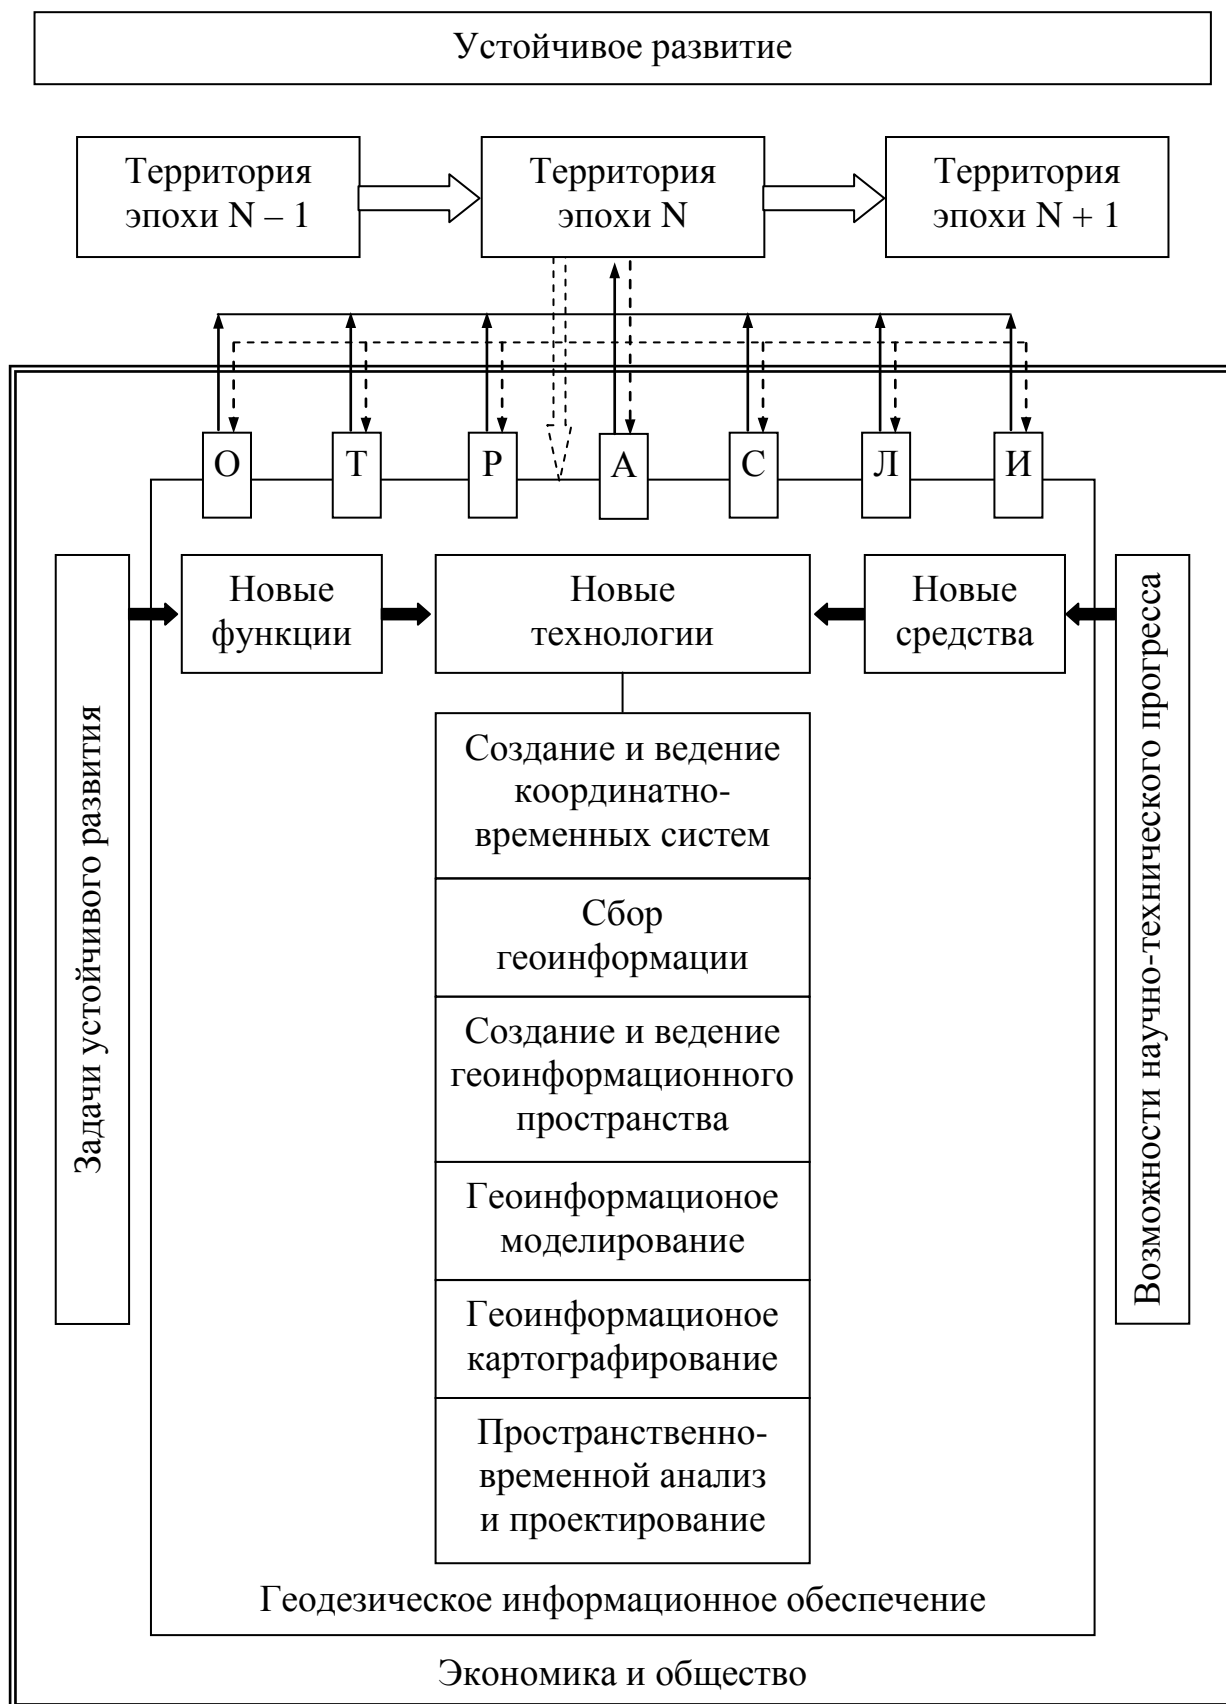 Устойчивое развитие
Территория
эпохи N – 1
Территория
эпохи N
Территория
эпохи N + 1
О Т Р А С Л И
Задачи устойчивого развития
Новые
функции
Новые
технологии
Новые
средства
Возможности научно-технического прогресса
Создание и ведение
координатно-
временных систем
Сбор
геоинформации
Создание и ведение
геоинформационного
пространства
Геоинформационое
моделирование
Геоинформационое
картографирование
Пространственно-
временной анализ
и проектирование
Геодезическое информационное обеспечение
Экономика и общество